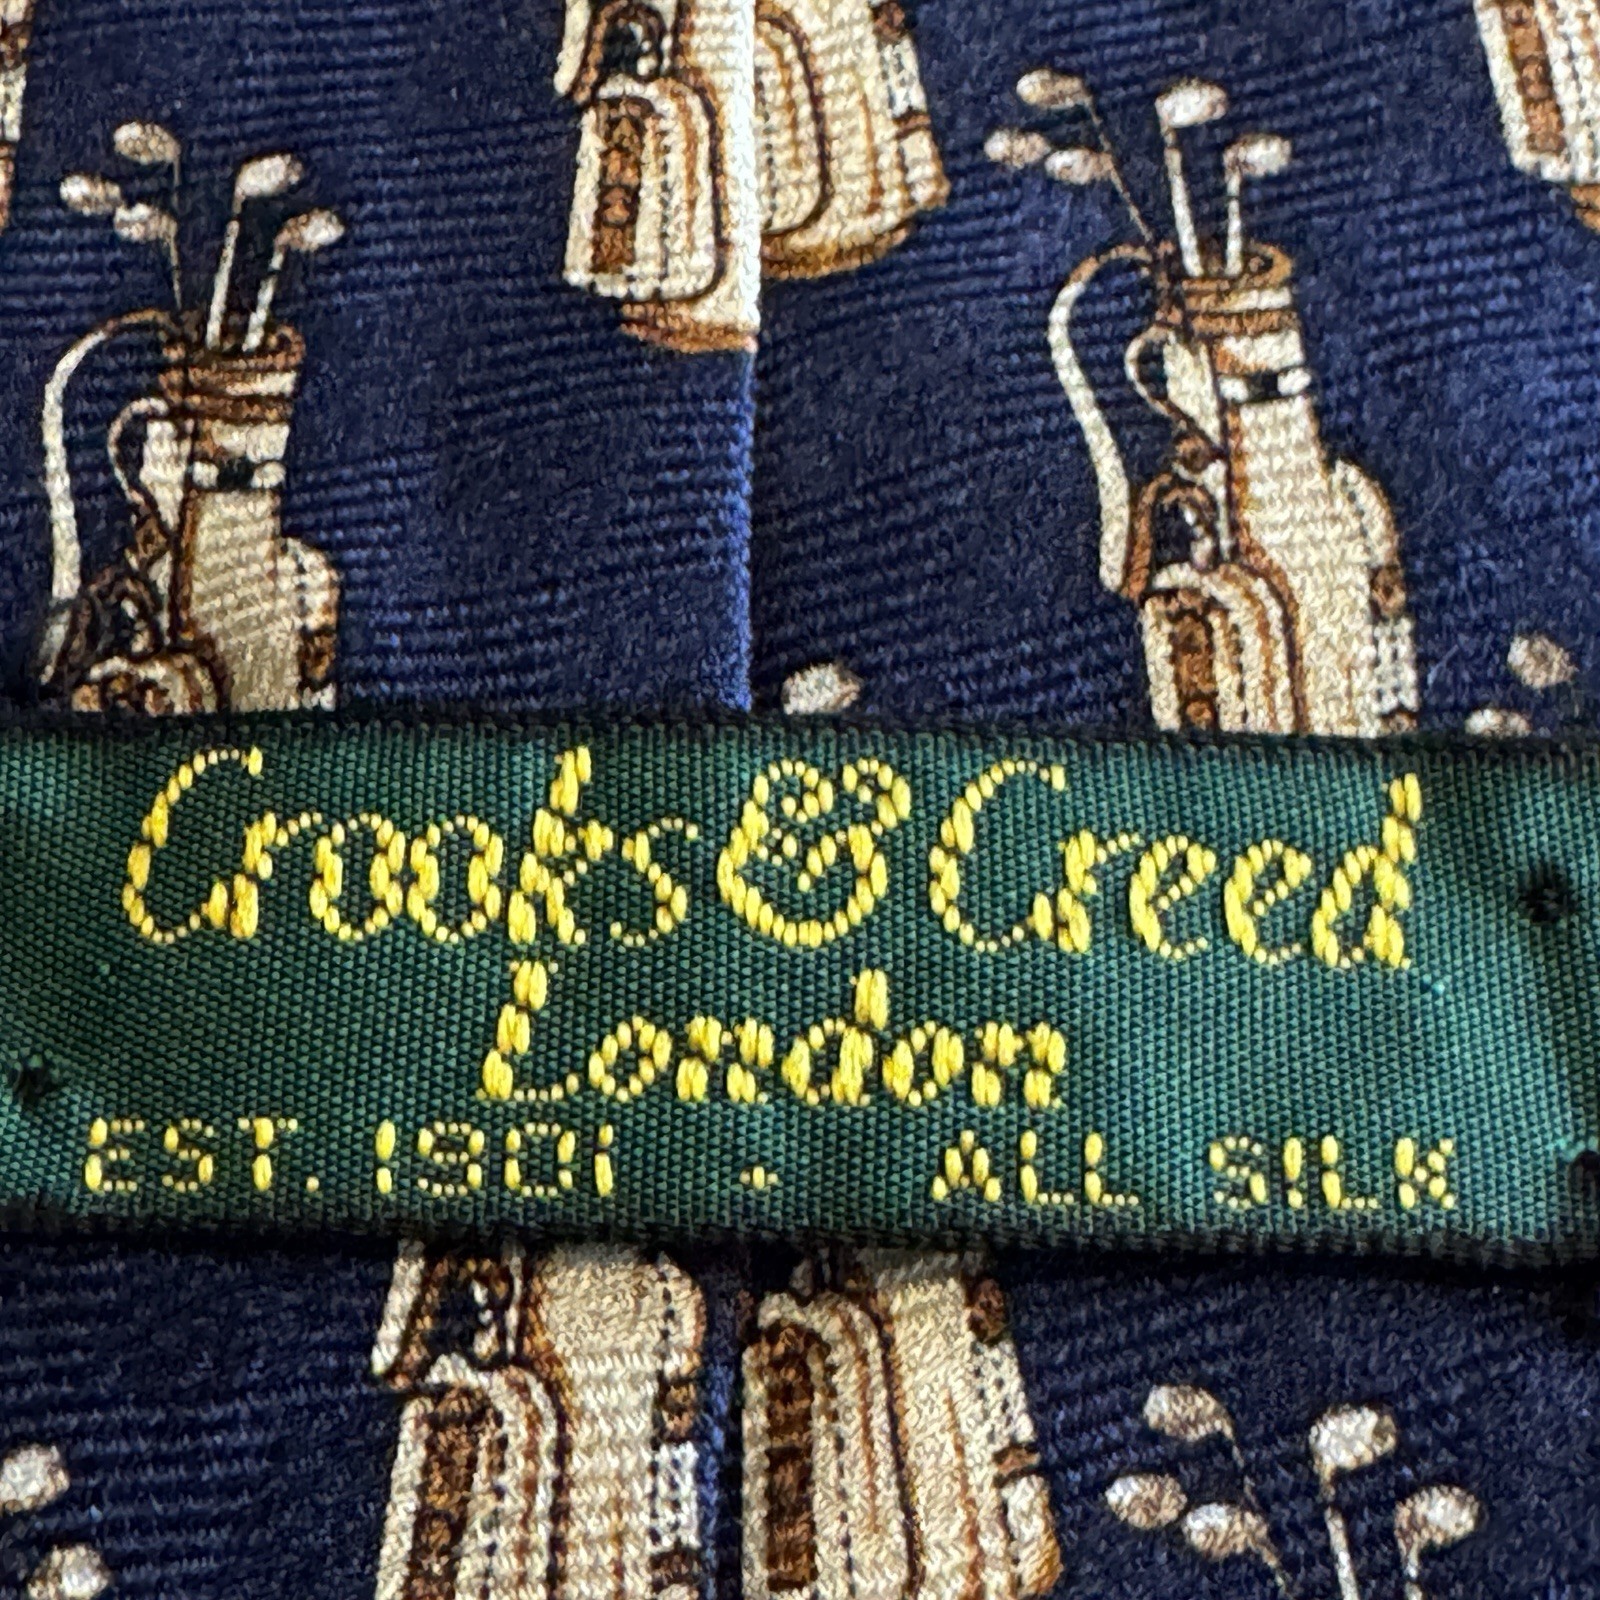 Crooks & Creed
London
EST. 1901 - ALL SILK